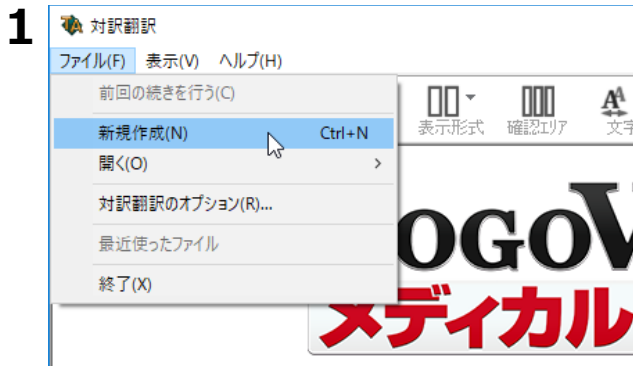 1
対訳翻訳
ファイル(F) 表示(V) ヘルプ(H)
前回の続きを行う(C)
新規作成(N) Ctrl+N
開く(O)
対訳翻訳のオプション(R)...
最近使ったファイル
終了(X)
表示形式 確認エリア 文字
OGOV
メディカル